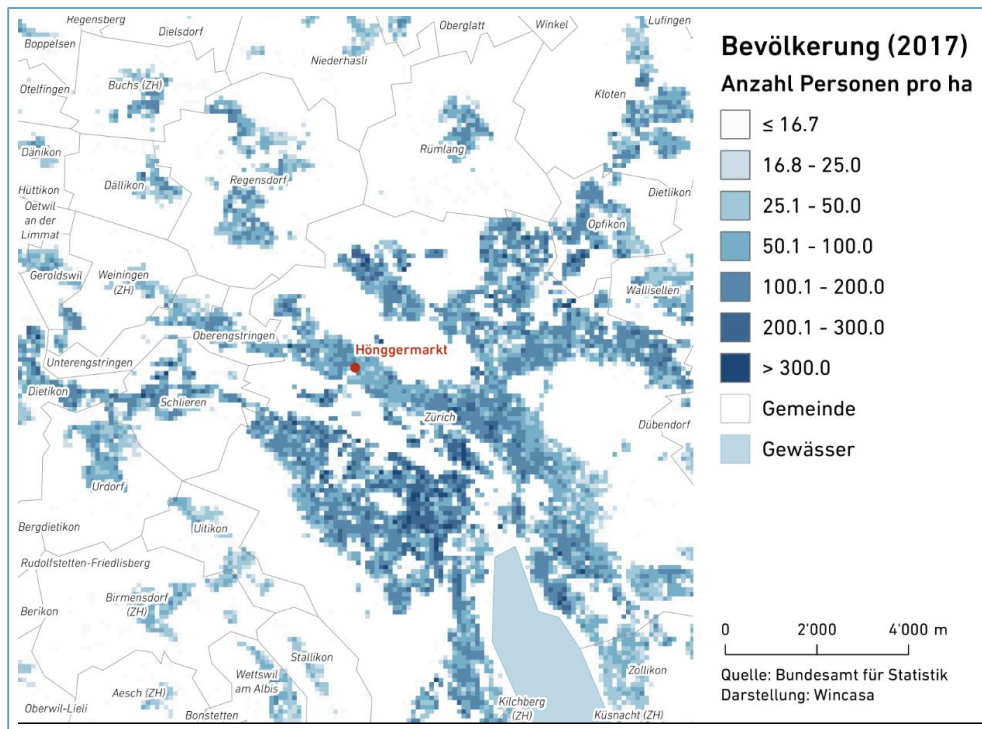 Regensberg
Dielsdorf
Oberglatt
Winkel
Lufingen
Boppelsen
Niederhasli
Otelfingen
Buchs (ZH)
Kloten
Rümlang
Dänikon
Dällikon
Regensdorf
Hüttikon
Dietlikon
Oetwil
an der
Limmat
Opfikon
Geroldswil
Weiningen
(ZH)
Wallisellen
Oberengstringen
Hönggermarkt
Unterengstringen
Dietikon
Schlieren
Zürich
Dübendorf
Urdorf
Bergdietikon
Uitikon
Rudolfstetten-Friedlisberg
Birmensdorf
(ZH)
Berikon
Stallikon
Wettswil
am Albis
Zollikon
Aesch (ZH)
Oberwil-Lieli
Bonstetten
Kilchberg
(ZH)
Küsnacht (ZH)
Bevölkerung (2017)
Anzahl Personen pro ha
≤ 16.7
16.8 - 25.0
25.1 - 50.0
50.1 - 100.0
100.1 - 200.0
200.1 - 300.0
> 300.0
Gemeinde
Gewässer
0 2'000 4'000 m
Quelle: Bundesamt für Statistik
Darstellung: Wincasa